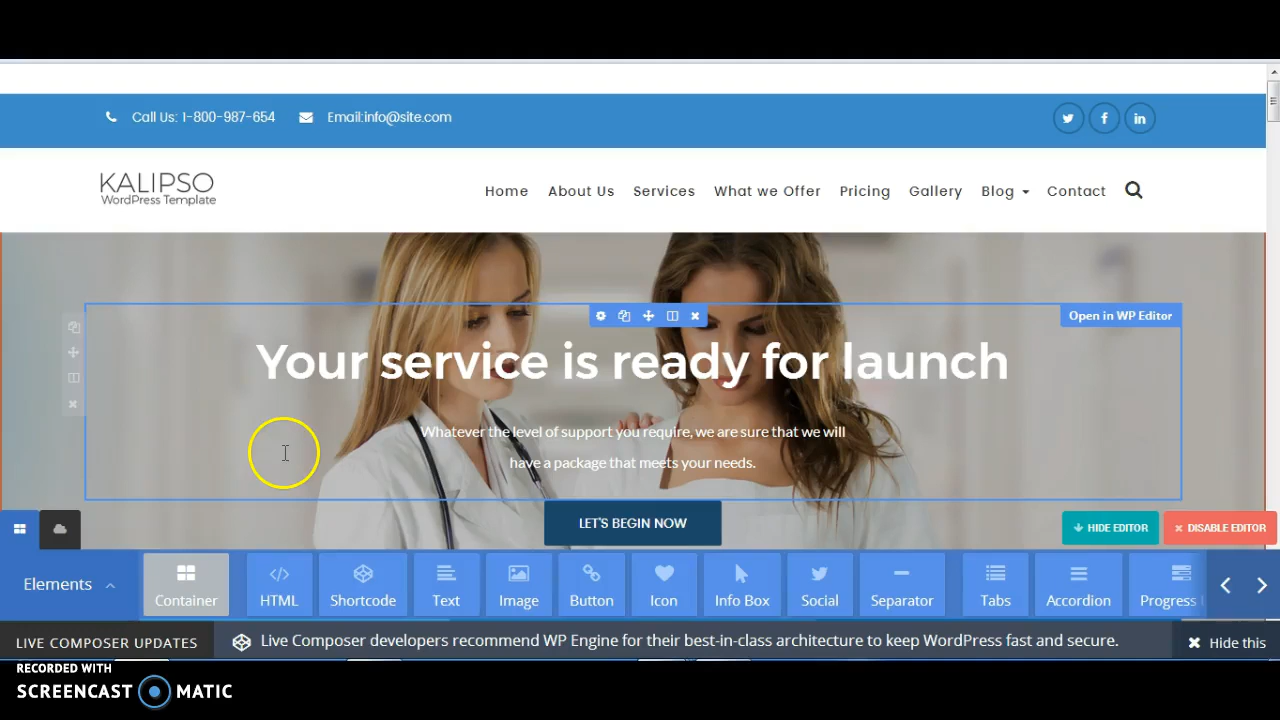 Call Us: 1-800-987-654 Email:info@site.com
KALIPSO
WordPress Template
Home About Us Services What we Offer Pricing Gallery Blog Contact
Open in WP Editor
Your service is ready for launch
Whatever the level of support you require, we are sure that we will
have a package that meets your needs.
LET'S BEGIN NOW
HIDE EDITOR DISABLE EDITOR
Elements
Container HTML Shortcode Text Image Button Icon Info Box Social Separator Tabs Accordion Progress
LIVE COMPOSER UPDATES Live Composer developers recommend WP Engine for their best-in-class architecture to keep WordPress fast and secure. Hide this
RECORDED WITH
SCREENCAST MATIC